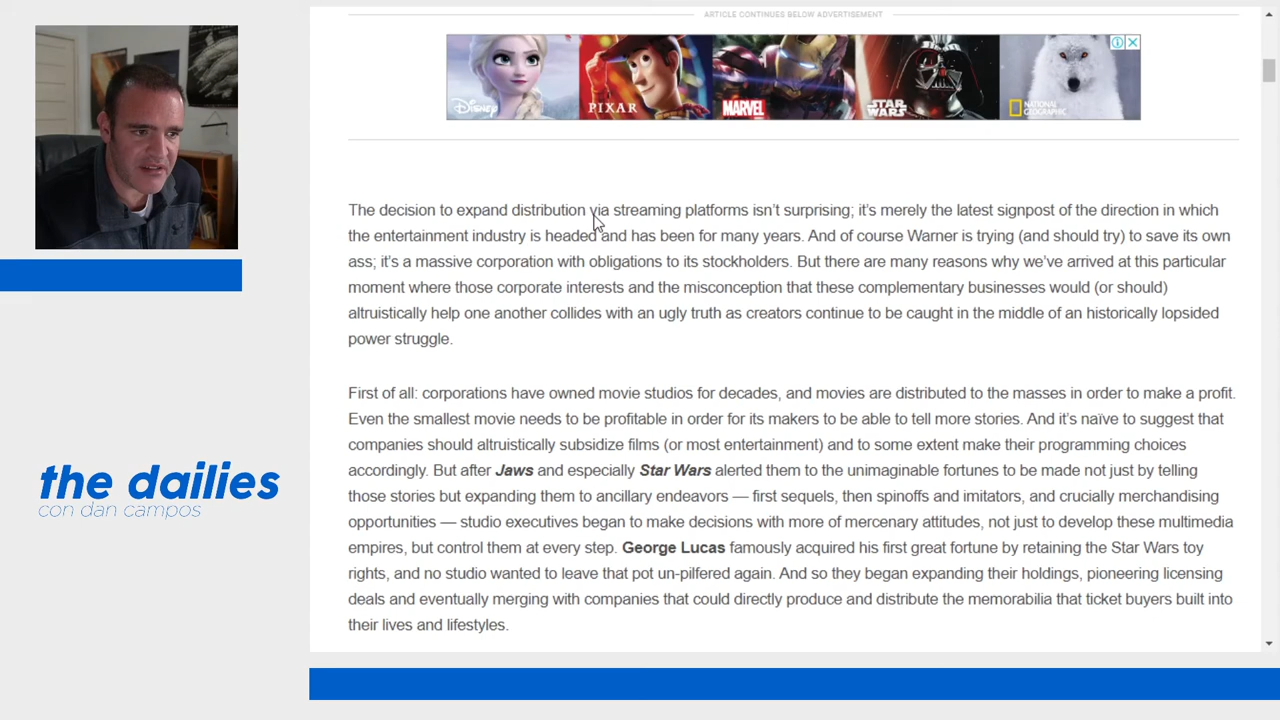 ARTICLE CONTINUES BELOW ADVERTISEMENT
DISNEY
PIXAR
MARVEL
STAR WARS
NATIONAL GEOGRAPHIC
The decision to expand distribution via streaming platforms isn’t surprising; it’s merely the latest signpost of the direction in which
the entertainment industry is headed and has been for many years. And of course Warner is trying (and should try) to save its own
ass; it’s a massive corporation with obligations to its stockholders. But there are many reasons why we’ve arrived at this particular
moment where those corporate interests and the misconception that these complementary businesses would (or should)
altruistically help one another collides with an ugly truth as creators continue to be caught in the middle of an historically lopsided
power struggle.
First of all: corporations have owned movie studios for decades, and movies are distributed to the masses in order to make a profit.
Even the smallest movie needs to be profitable in order for its makers to be able to tell more stories. And it’s naïve to suggest that
companies should altruistically subsidize films (or most entertainment) and to some extent make their programming choices
accordingly. But after Jaws and especially Star Wars alerted them to the unimaginable fortunes to be made not just by telling
those stories but expanding them to ancillary endeavors — first sequels, then spinoffs and imitators, and crucially merchandising
opportunities — studio executives began to make decisions with more of mercenary attitudes, not just to develop these multimedia
empires, but control them at every step. George Lucas famously acquired his first great fortune by retaining the Star Wars toy
rights, and no studio wanted to leave that pot un-pilfered again. And so they began expanding their holdings, pioneering licensing
deals and eventually merging with companies that could directly produce and distribute the memorabilia that ticket buyers built into
their lives and lifestyles.
the dailies
con dan campos